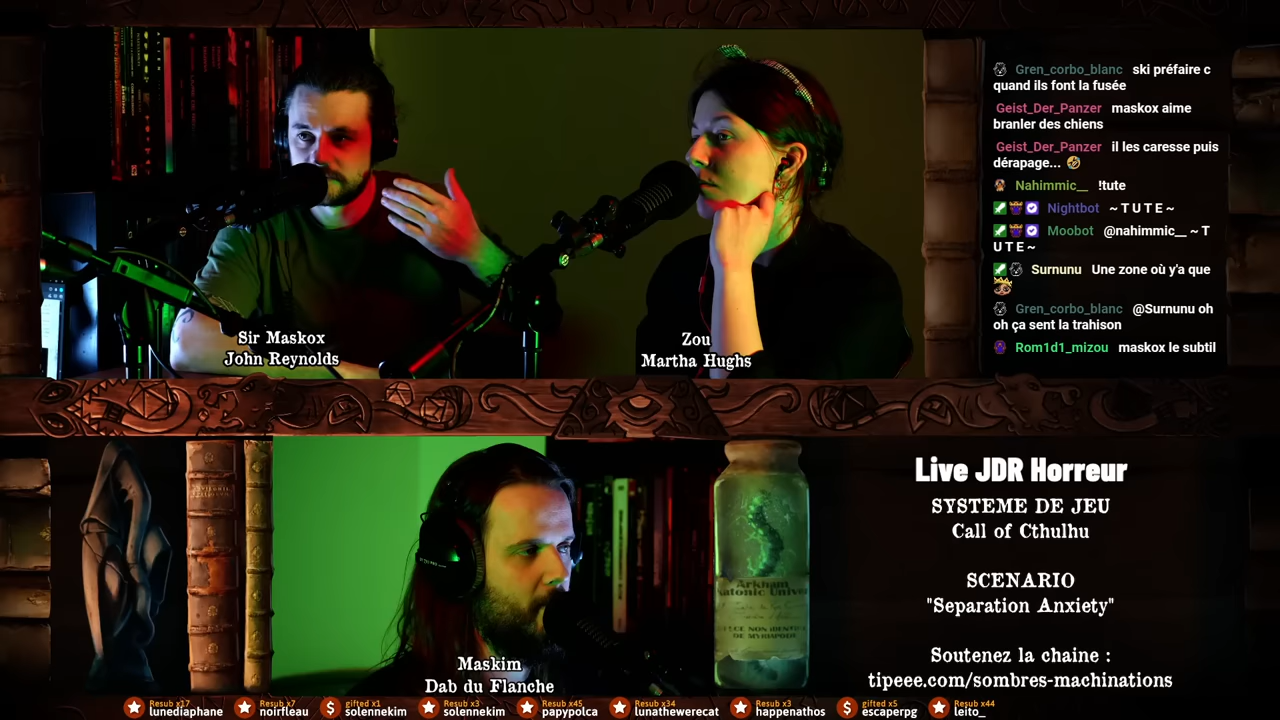 Gren_corbo_blanc ski préfaire c
quand ils font la fusée
Geist_Der_Panzer maskox aime
branler des chiens
Geist_Der_Panzer il les caresse puis
dérapage...
Nahimmic__ !tute
Nightbot ~ T U T E ~
Moobot @nahimmic__ ~ T
U T E ~
Surnunu Une zone où y'a que
Gren_corbo_blanc @Surnunu oh
oh ça sent la trahison
Rom1d1_mizou maskox le subtil
Sir Maskox
John Reynolds
Zou
Martha Hughs
Maskim
Dab du Flanche
Arkham
Live JDR Horreur
SYSTEME DE JEU
Call of Cthulhu
SCENARIO
"Separation Anxiety"
Soutenez la chaine :
tipeee.com/sombres-machinations
Resub x17
lunediaphane
Resub x7
noirfleau
gifted x1
solennekim
Resub x3
solennekim
Resub x45
papypolca
Resub x34
lunathewerecat
Resub x3
happenathos
gifted x5
escaperpg
Resub x44
leito_